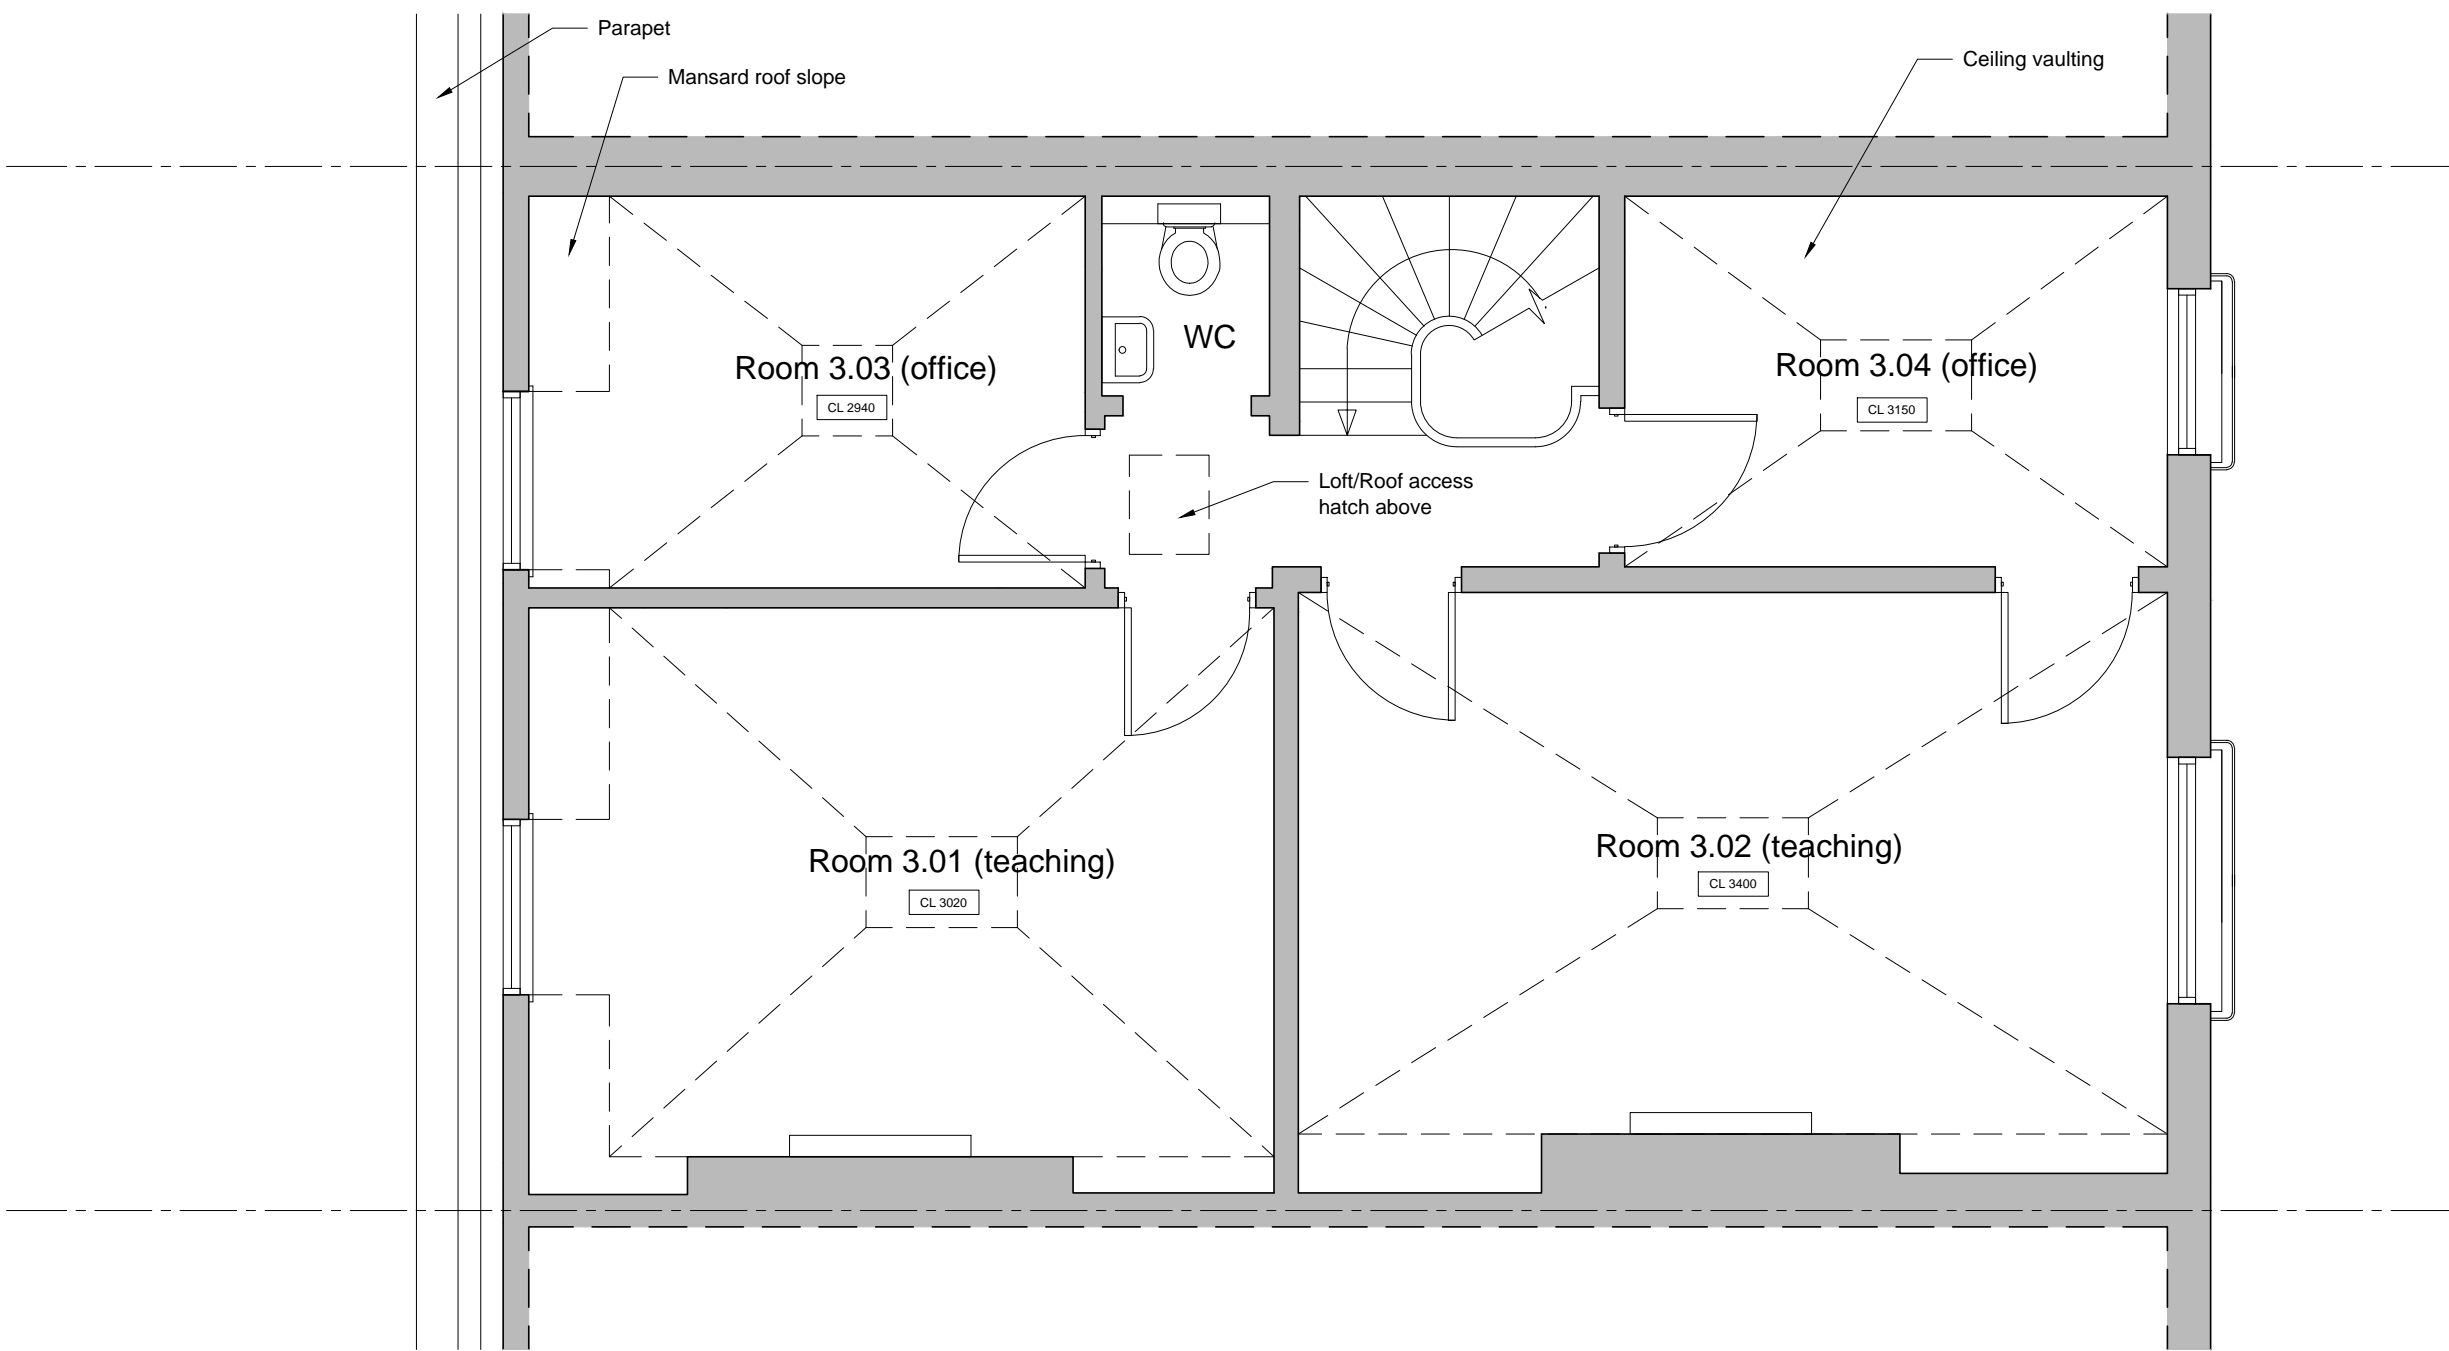 Parapet
Mansard roof slope
Ceiling vaulting
WC
Room 3.03 (office)
CL 2940
Room 3.04 (office)
CL 3150
Loft/Roof access
hatch above
Room 3.01 (teaching)
CL 3020
Room 3.02 (teaching)
CL 3400